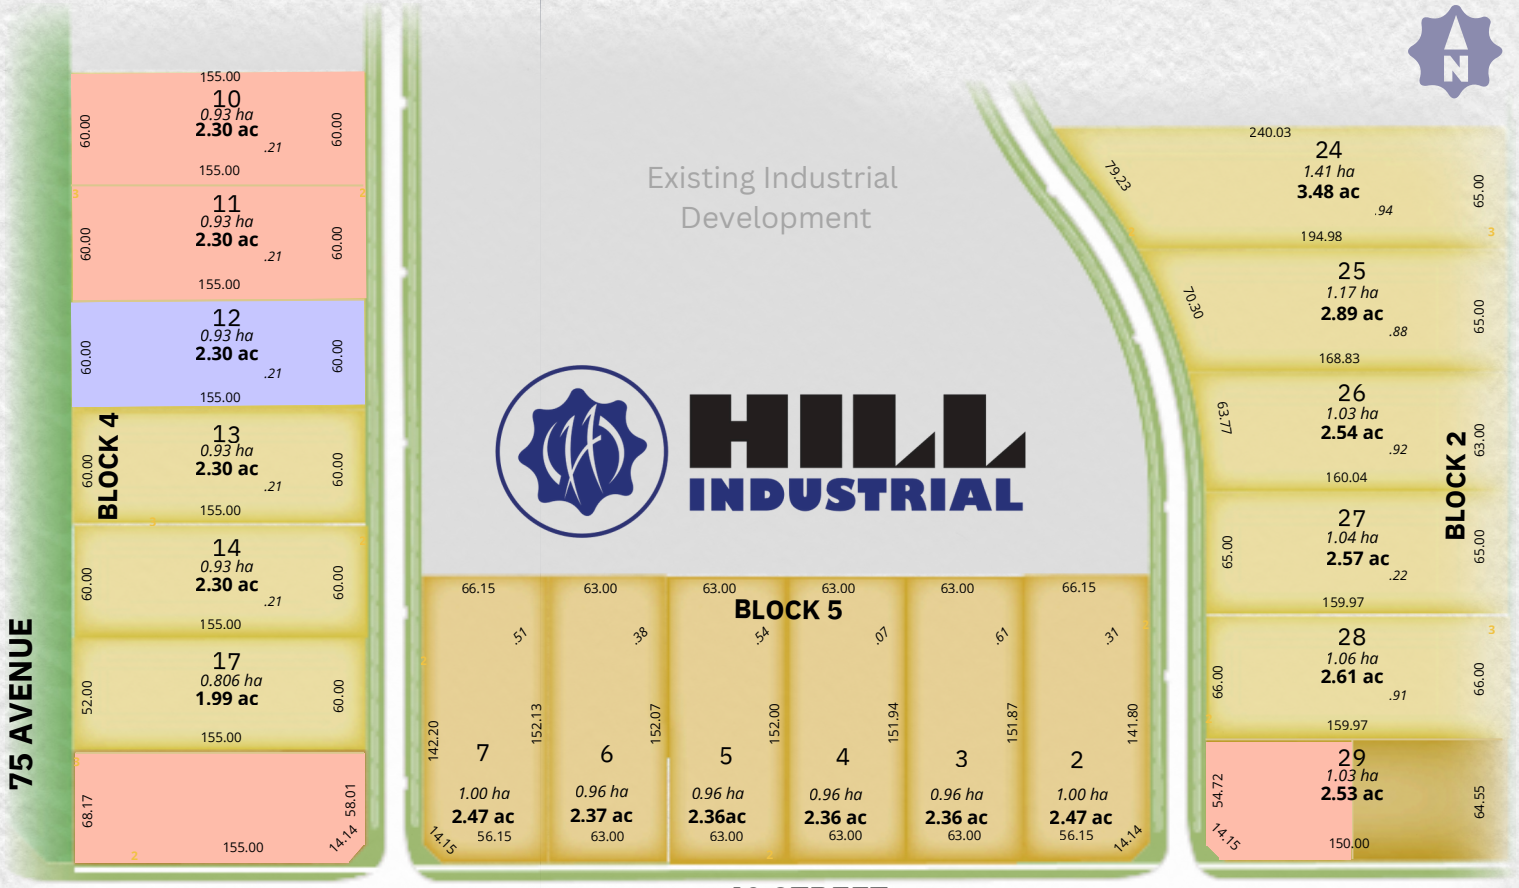 N
155.00
10
0.93 ha
2.30 ac
.21
60.00
60.00
155.00
3
2
11
0.93 ha
2.30 ac
.21
60.00
60.00
155.00
12
0.93 ha
2.30 ac
.21
60.00
60.00
155.00
BLOCK 4
13
0.93 ha
2.30 ac
.21
60.00
60.00
155.00
14
0.93 ha
2.30 ac
.21
60.00
60.00
155.00
17
0.806 ha
1.99 ac
52.00
60.00
155.00
75 AVENUE
68.17
58.01
14.14
155.00
2
Existing Industrial
Development
HILL
INDUSTRIAL
BLOCK 5
66.15
63.00
63.00
63.00
63.00
66.15
.51
.38
.54
.07
.61
.31
142.20
152.13
152.07
152.00
151.94
151.87
141.80
7
1.00 ha
2.47 ac
56.15
14.15
6
0.96 ha
2.37 ac
63.00
5
0.96 ha
2.36ac
63.00
4
0.96 ha
2.36 ac
63.00
3
0.96 ha
2.36 ac
63.00
2
1.00 ha
2.47 ac
56.15
14.14
2
2
240.03
24
1.41 ha
3.48 ac
.94
79.23
65.00
194.98
3
25
1.17 ha
2.89 ac
.88
70.30
65.00
168.83
26
1.03 ha
2.54 ac
.92
63.77
63.00
160.04
BLOCK 2
27
1.04 ha
2.57 ac
.22
65.00
65.00
159.97
28
1.06 ha
2.61 ac
.91
66.00
66.00
159.97
3
29
1.03 ha
2.53 ac
54.72
64.55
14.15
150.00